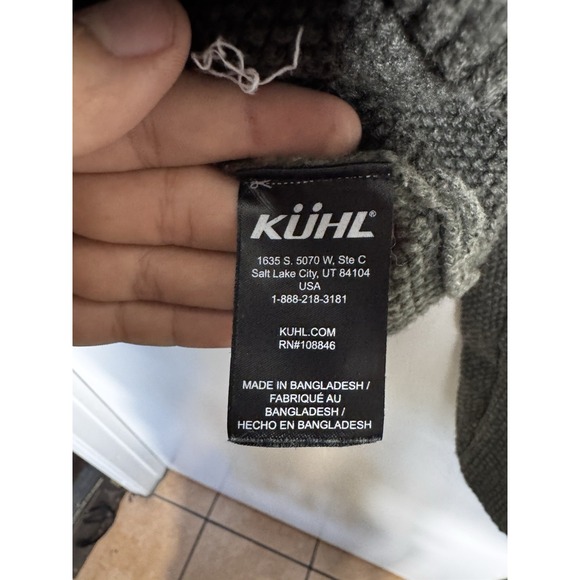 KÜHL®
1635 S. 5070 W, Ste C
Salt Lake City, UT 84104
USA
1-888-218-3181
KUHL.COM
RN#108846
MADE IN BANGLADESH /
FABRIQUÉ AU
BANGLADESH /
HECHO EN BANGLADESH